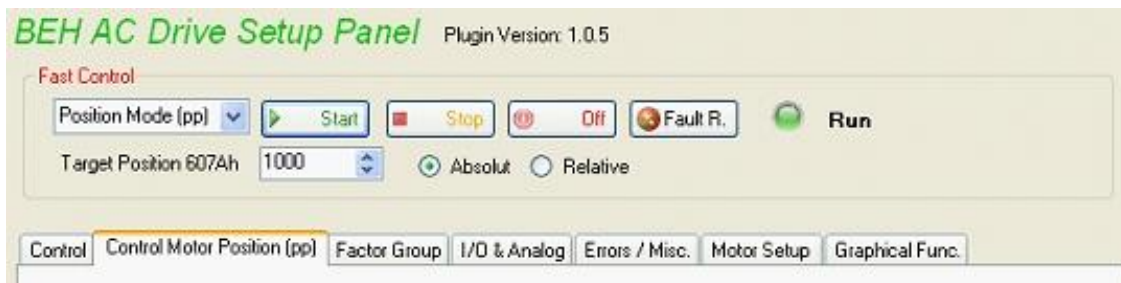 BEH AC Drive Setup Panel Plugin Version: 1.0.5
Fast Control
Position Mode (pp) Start Stop Off Fault R. Run
Target Position 607Ah 1000 Absolut Relative
Control Control Motor Position (pp) Factor Group I/O & Analog Errors / Misc. Motor Setup Graphical Func.